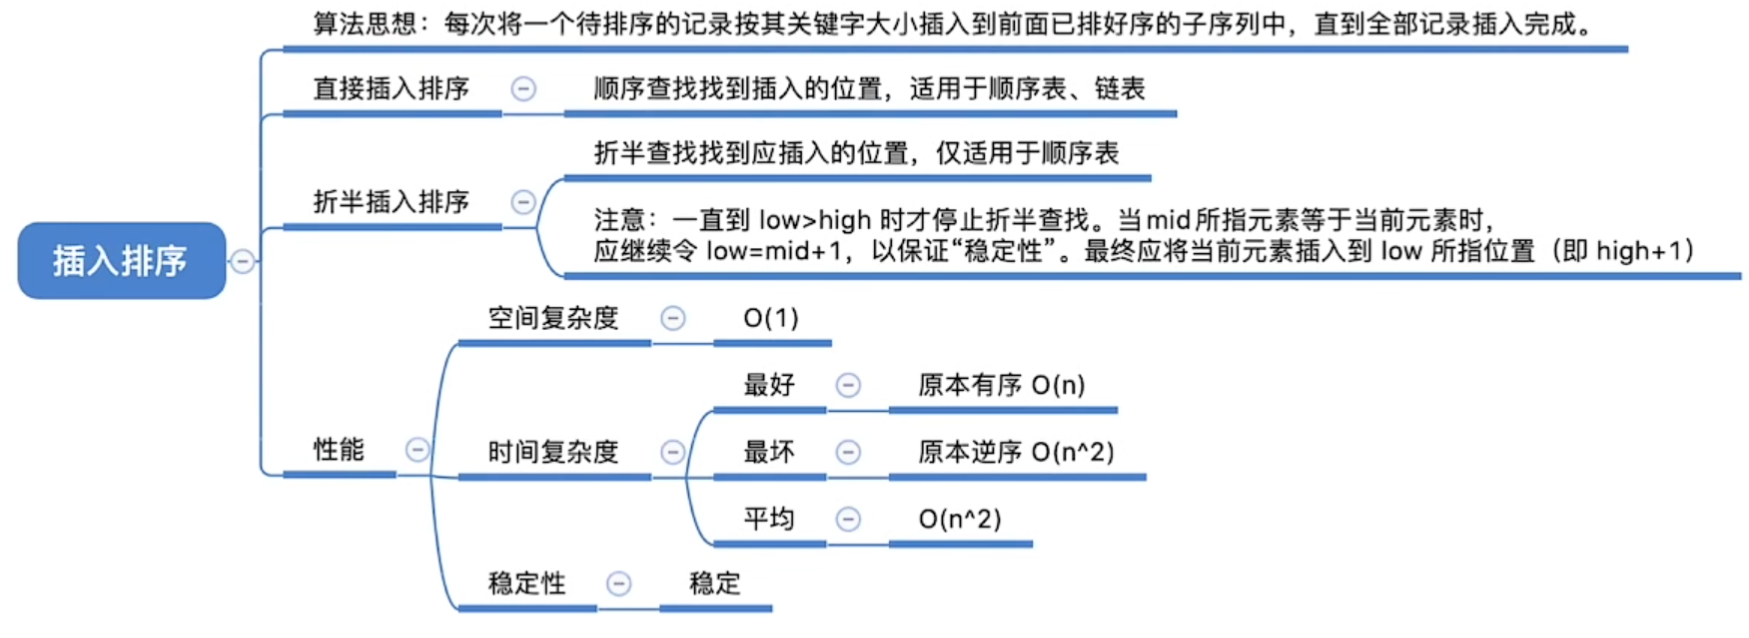 算法思想：每次将一个待排序的记录按其关键字大小插入到前面已排好序的子序列中，直到全部记录插入完成。
直接插入排序
顺序查找找到插入的位置，适用于顺序表、链表
折半查找找到应插入的位置，仅适用于顺序表
折半插入排序
注意：一直到 low>high 时才停止折半查找。当mid所指元素等于当前元素时，
应继续令 low=mid+1，以保证“稳定性”。最终应将当前元素插入到 low 所指位置（即 high+1）
插入排序
空间复杂度
O(1)
最好
原本有序 O(n)
性能
时间复杂度
最坏
原本逆序 O(n^2)
平均
O(n^2)
稳定性
稳定